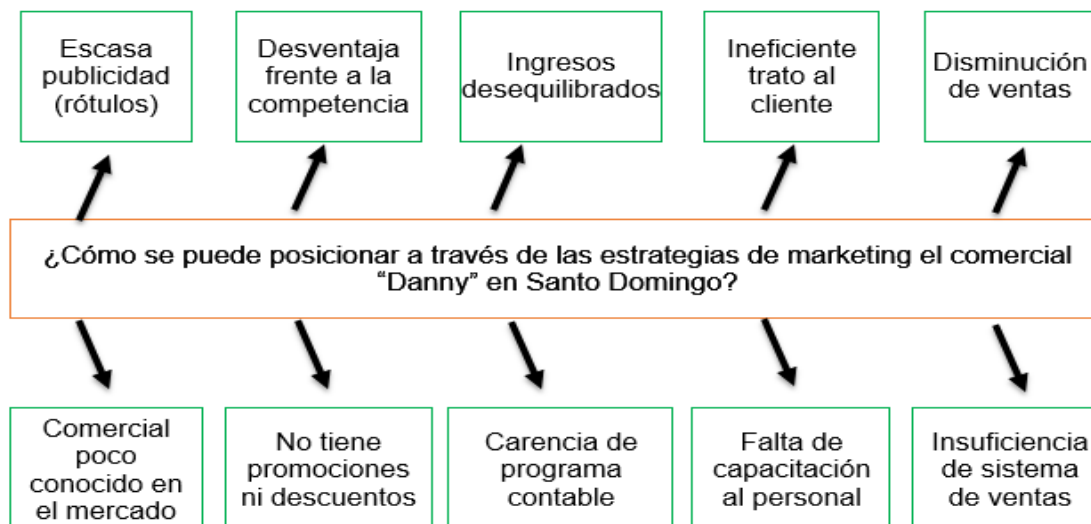 Escasa
publicidad
(rótulos)
Desventaja
frente a la
competencia
Ingresos
desequilibrados
Ineficiente
trato al
cliente
Disminución
de ventas
¿Cómo se puede posicionar a través de las estrategias de marketing el comercial
“Danny” en Santo Domingo?
Comercial
poco
conocido en
el mercado
No tiene
promociones
ni descuentos
Carencia de
programa
contable
Falta de
capacitación
al personal
Insuficiencia
de sistema
de ventas